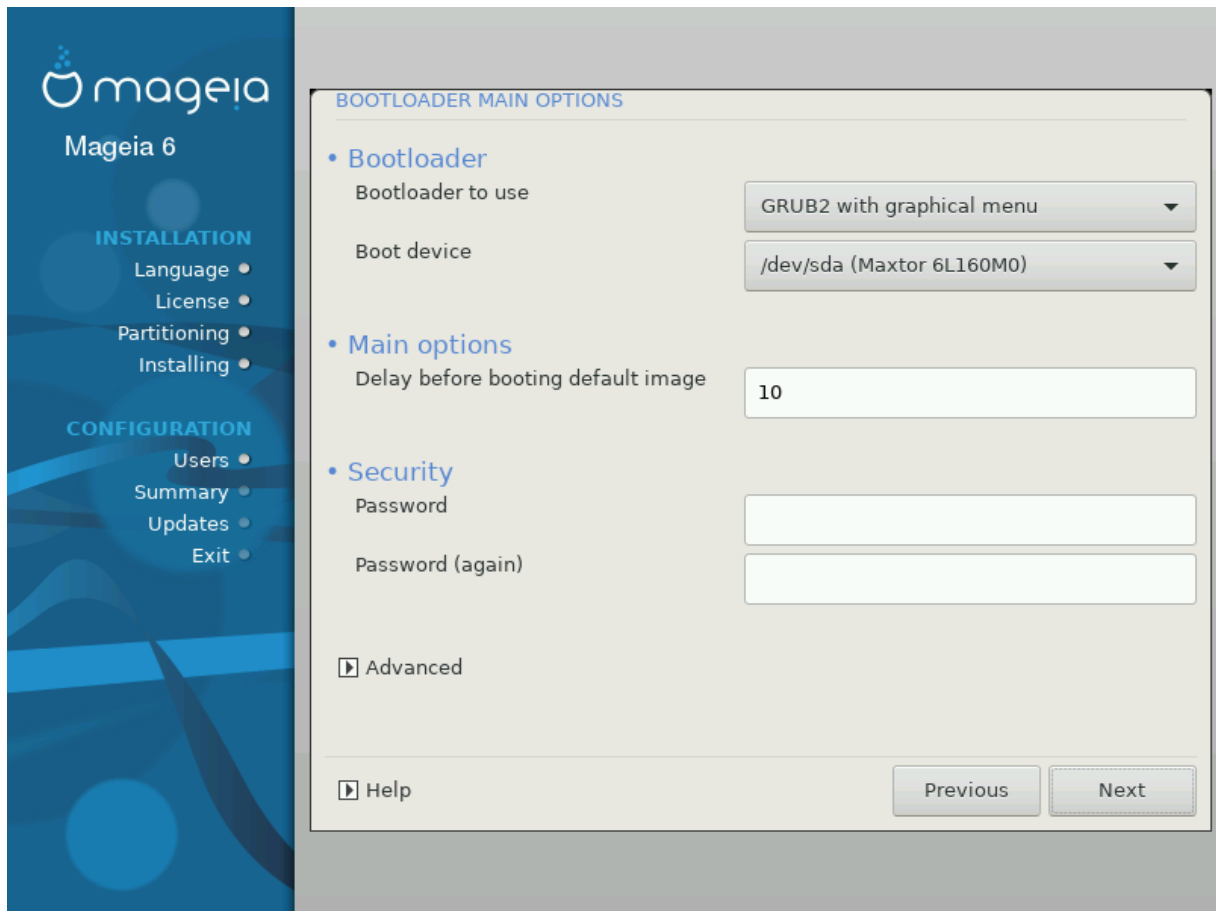 mageia
Mageia 6
INSTALLATION
Language
License
Partitioning
Installing
CONFIGURATION
Users
Summary
Updates
Exit
BOOTLOADER MAIN OPTIONS
• Bootloader
Bootloader to use
GRUB2 with graphical menu
Boot device
/dev/sda (Maxtor 6L160M0)
• Main options
Delay before booting default image
10
• Security
Password
Password (again)
Advanced
Help
Previous
Next